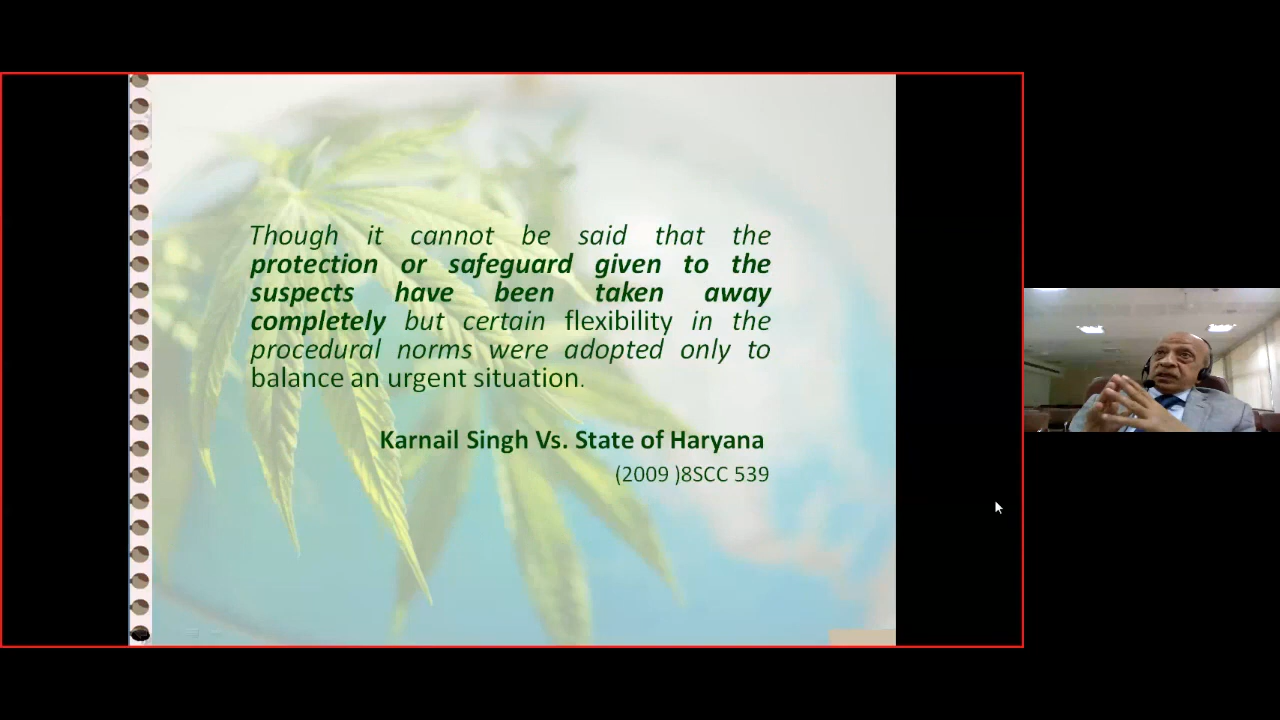 Though it cannot be said that the
protection or safeguard given to the
suspects have been taken away
completely but certain flexibility in the
procedural norms were adopted only to
balance an urgent situation.
Karnail Singh Vs. State of Haryana
(2009 )8SCC 539